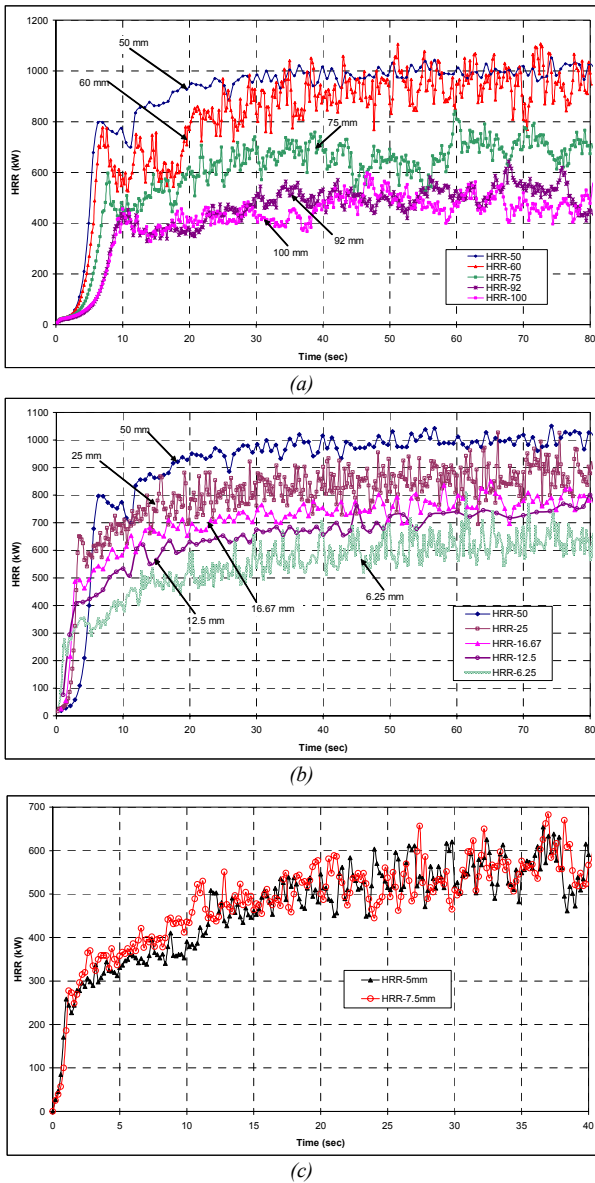 1200
1000
800
600
400
200
0
HRR (kW)
50 mm
60 mm
75 mm
92 mm
100 mm
HRR-50
HRR-60
HRR-75
HRR-92
HRR-100
0 10 20 30 40 50 60 70 80
Time (sec)
(a)
1100
1000
900
800
700
600
500
400
300
200
100
0
HRR (kW)
50 mm
25 mm
12.5 mm
16.67 mm
6.25 mm
HRR-50
HRR-25
HRR-16.67
HRR-12.5
HRR-6.25
0 10 20 30 40 50 60 70 80
Time (sec)
(b)
700
600
500
400
300
200
100
0
HRR (kW)
HRR-5mm
HRR-7.5mm
0 5 10 15 20 25 30 35 40
Time (sec)
(c)